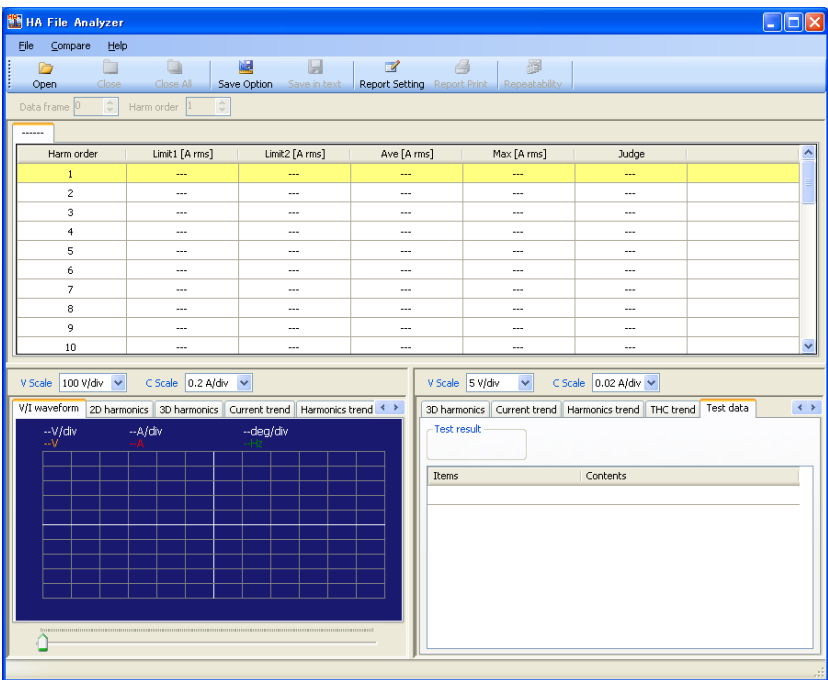 HA File Analyzer
File Compare Help
Open Close Close All Save Option Save in text Report Setting Report Print Repeatability
Data frame 0 Harm order 1
------
Harm order Limit1 [A rms] Limit2 [A rms] Ave [A rms] Max [A rms] Judge
1 --- --- --- --- ---
2 --- --- --- --- ---
3 --- --- --- --- ---
4 --- --- --- --- ---
5 --- --- --- --- ---
6 --- --- --- --- ---
7 --- --- --- --- ---
8 --- --- --- --- ---
9 --- --- --- --- ---
10 --- --- --- --- ---
V Scale 100 V/div C Scale 0.2 A/div
V/I waveform 2D harmonics 3D harmonics Current trend Harmonics trend
--V/div --A/div --deg/div
--V --A --Hz
V Scale 5 V/div C Scale 0.02 A/div
3D harmonics Current trend Harmonics trend THC trend Test data
Test result
Items Contents